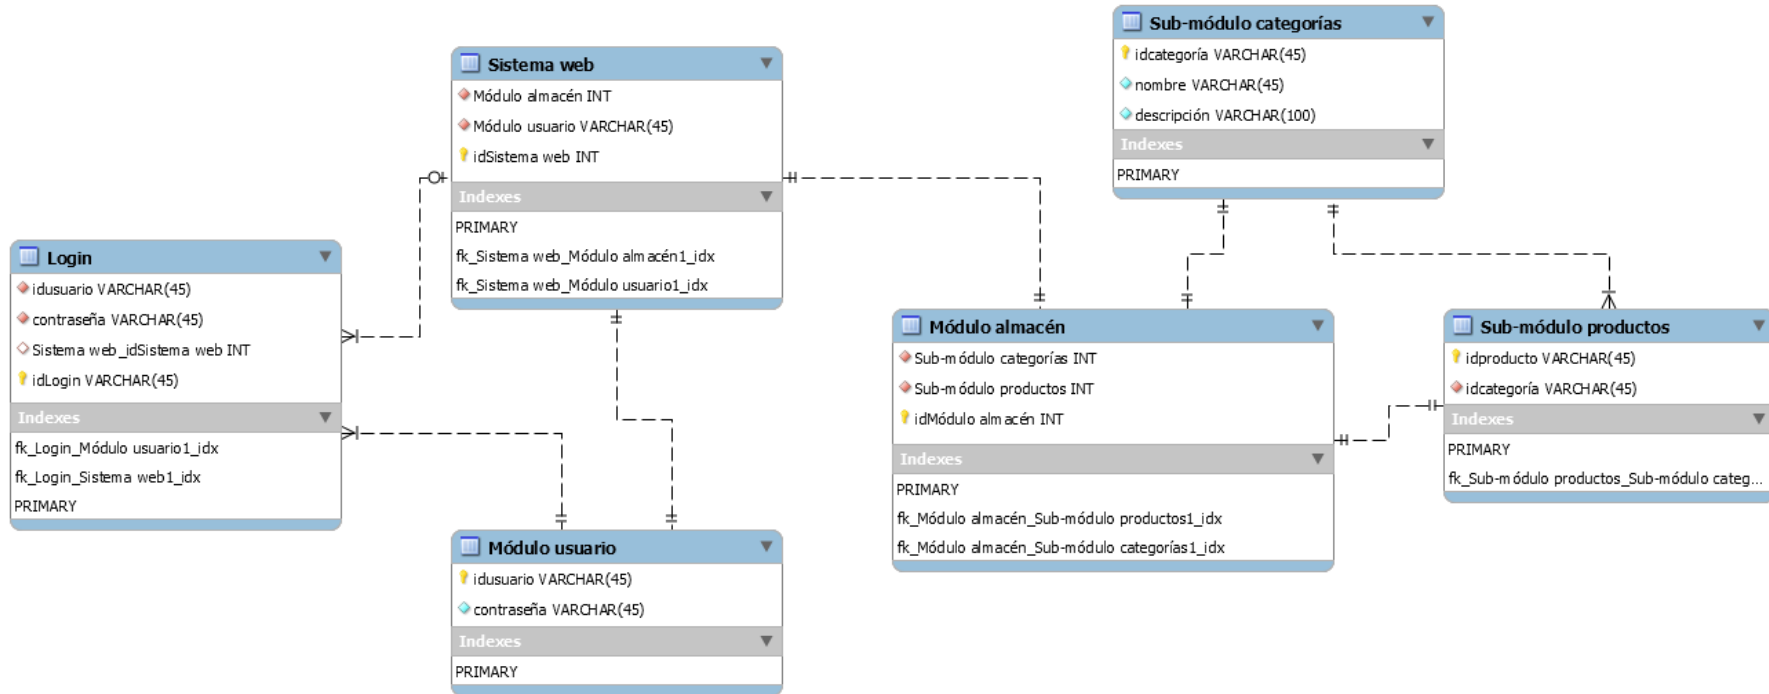 Sub-módulo categorías
idcategoría VARCHAR(45)
nombre VARCHAR(45)
descripción VARCHAR(100)
Indexes
PRIMARY
Sistema web
Módulo almacén INT
Módulo usuario VARCHAR(45)
idSistema web INT
Indexes
PRIMARY
fk_Sistema web_Módulo almacén1_idx
fk_Sistema web_Módulo usuario1_idx
Login
idusuario VARCHAR(45)
contraseña VARCHAR(45)
Sistema web_idSistema web INT
idLogin VARCHAR(45)
Indexes
fk_Login_Módulo usuario1_idx
fk_Login_Sistema web1_idx
PRIMARY
Módulo almacén
Sub-módulo categorías INT
Sub-módulo productos INT
idMódulo almacén INT
Indexes
PRIMARY
fk_Módulo almacén_Sub-módulo productos1_idx
fk_Módulo almacén_Sub-módulo categorías1_idx
Sub-módulo productos
idproducto VARCHAR(45)
idcategoría VARCHAR(45)
Indexes
PRIMARY
fk_Sub-módulo productos_Sub-módulo categ...
Módulo usuario
idusuario VARCHAR(45)
contraseña VARCHAR(45)
Indexes
PRIMARY